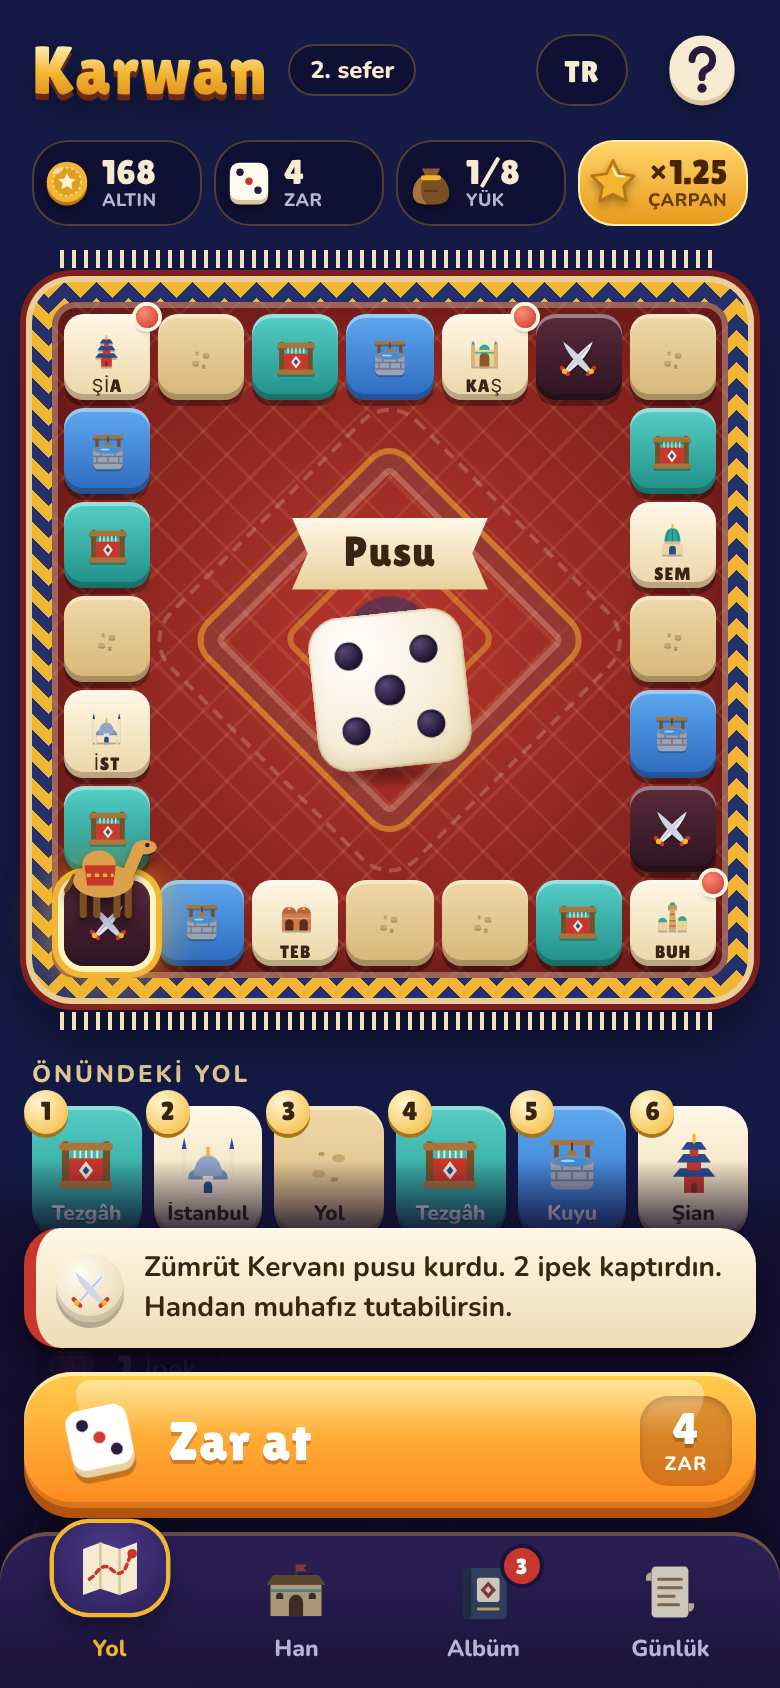 Karwan
2. sefer
TR
?
168
ALTIN
4
ZAR
1/8
YÜK
×1.25
ÇARPAN
ŞİA
KAŞ
SEM
Pusu
İST
TEB
BUH
ÖNÜNDEKİ YOL
1
2
3
4
5
6
Tezgâh
İstanbul
Yol
Tezgâh
Kuyu
Şian
Zümrüt Kervanı pusu kurdu. 2 ipek kaptırdın.
Handan muhafız tutabilirsin.
1 İpek
Zar at
4
ZAR
3
Yol
Han
Albüm
Günlük